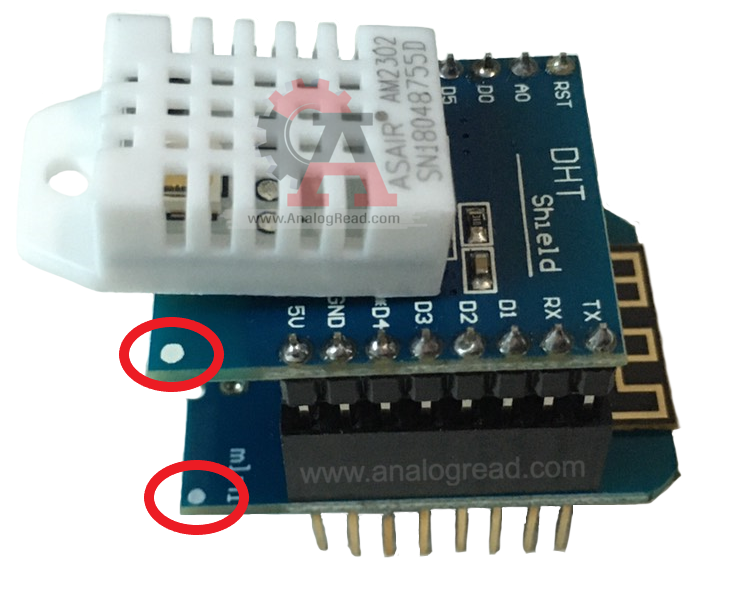 ASAIR® AM2302
SN18048755D
www.AnalogRead.com
D5
D0
A0
RST
DHT
Shield
5V
GND
D4
D3
D2
D1
RX
TX
www.analogread.com